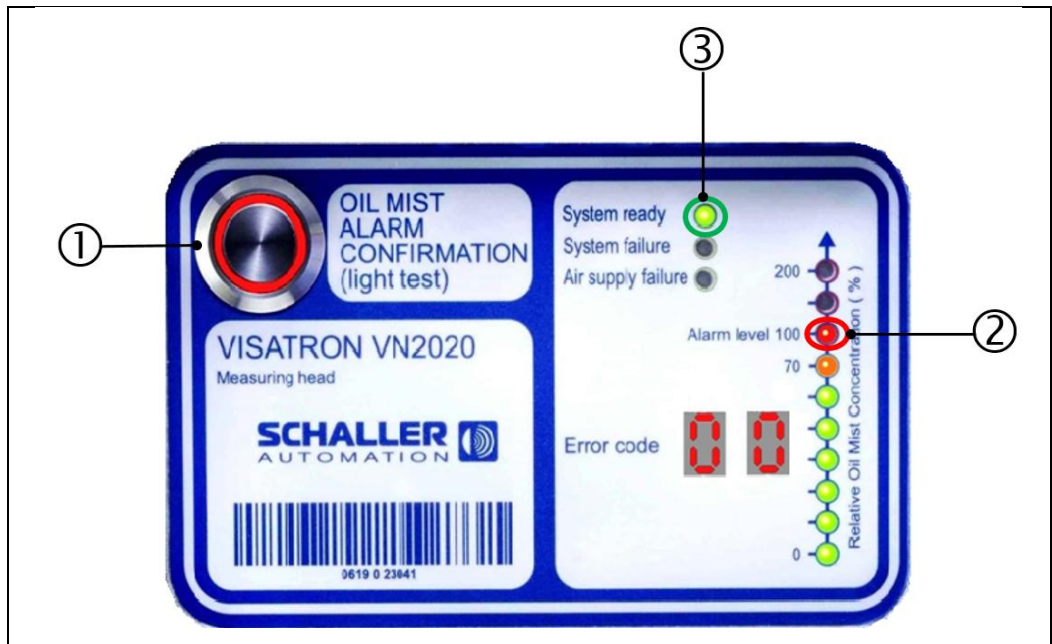 ③
①
②
OIL MIST
ALARM
CONFIRMATION
(light test)
VISATRON VN2020
Measuring head
SCHALLER
AUTOMATION
0619 0 23041
System ready
System failure
Air supply failure
200
Alarm level 100
70
0
Relative Oil Mist Concentration ( % )
Error code
00